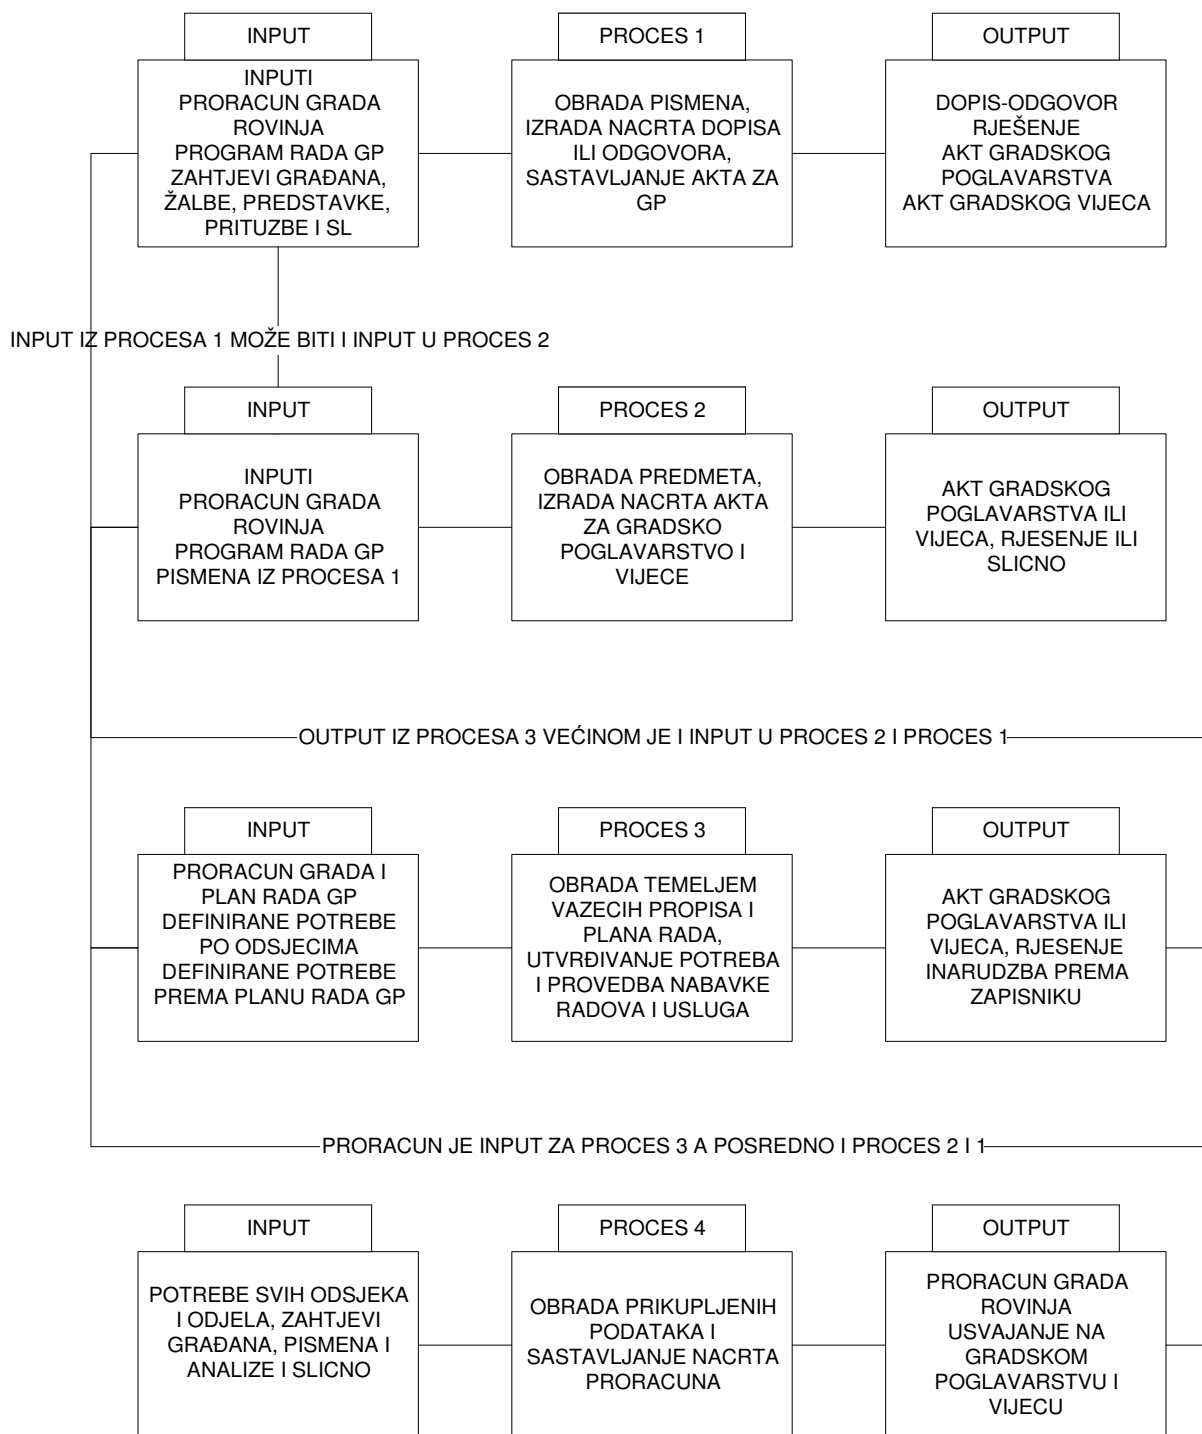 INPUT
PROCES 1
OUTPUT
INPUTI
PRORACUN GRADA
ROVINJA
PROGRAM RADA GP
ZAHTJEVI GRAĐANA,
ŽALBE, PREDSTAVKE,
PRITUZBE I SL
OBRADA PISMENA,
IZRADA NACRTA DOPISA
ILI ODGOVORA,
SASTAVLJANJE AKTA ZA
GP
DOPIS-ODGOVOR
RJEŠENJE
AKT GRADSKOG
POGLAVARSTVA
AKT GRADSKOG VIJECA
INPUT IZ PROCESA 1 MOŽE BITI I INPUT U PROCES 2
INPUT
PROCES 2
OUTPUT
INPUTI
PRORACUN GRADA
ROVINJA
PROGRAM RADA GP
PISMENA IZ PROCESA 1
OBRADA PREDMETA,
IZRADA NACRTA AKTA
ZA GRADSKO
POGLAVARSTVO I
VIJECE
AKT GRADSKOG
POGLAVARSTVA ILI
VIJECA, RJESENJE ILI
SLICNO
OUTPUT IZ PROCESA 3 VEĆINOM JE I INPUT U PROCES 2 I PROCES 1
INPUT
PROCES 3
OUTPUT
PRORACUN GRADA I
PLAN RADA GP
DEFINIRANE POTREBE
PO ODSJECIMA
DEFINIRANE POTREBE
PREMA PLANU RADA GP
OBRADA TEMELJEM
VAZECIH PROPISA I
PLANA RADA,
UTVRĐIVANJE POTREBA
I PROVEDBA NABAVKE
RADOVA I USLUGA
AKT GRADSKOG
POGLAVARSTVA ILI
VIJECA, RJESENJE
INARUDZBA PREMA
ZAPISNIKU
PRORACUN JE INPUT ZA PROCES 3 A POSREDNO I PROCES 2 I 1
INPUT
PROCES 4
OUTPUT
POTREBE SVIH ODSJEKA
I ODJELA, ZAHTJEVI
GRAĐANA, PISMENA I
ANALIZE I SLICNO
OBRADA PRIKUPLJENIH
PODATAKA I
SASTAVLJANJE NACRTA
PRORACUNA
PRORACUN GRADA
ROVINJA
USVAJANJE NA
GRADSKOM
POGLAVARSTVU I
VIJECU